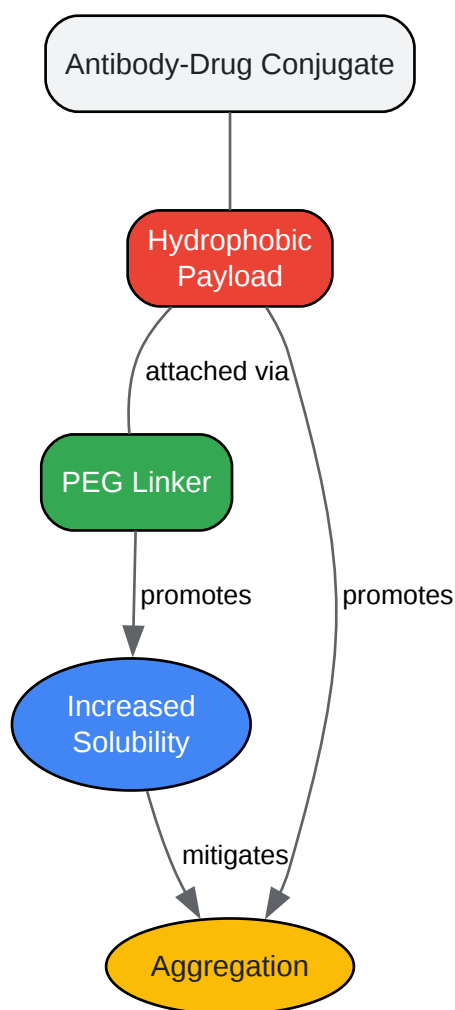 Antibody-Drug Conjugate
Hydrophobic
Payload
attached via
PEG Linker
promotes
promotes
Increased
Solubility
mitigates
Aggregation